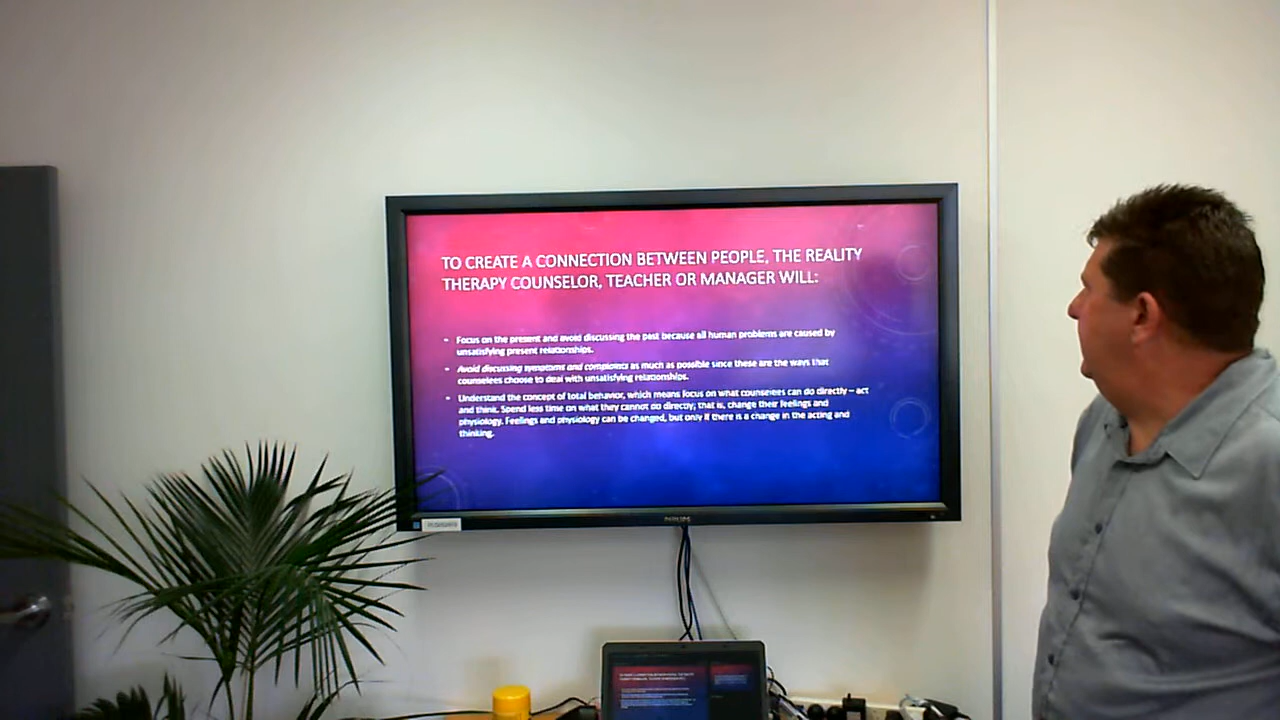 TO CREATE A CONNECTION BETWEEN PEOPLE, THE REALITY
THERAPY COUNSELOR, TEACHER OR MANAGER WILL:
• Focus on the present and avoid discussing the past because all human problems are caused by
unsatisfying present relationships.
• Avoid discussing symptoms and complaints as much as possible since these are the ways that
counselees choose to deal with unsatisfying relationships.
• Understand the concept of total behavior, which means focus on what counselees can do directly – act
and think. Spend less time on what they cannot do directly; that is, change their feelings and
physiology. Feelings and physiology can be changed, but only if there is a change in the acting and
thinking.